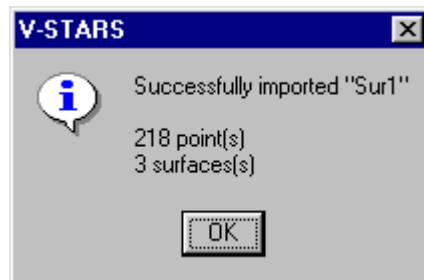 V-STARS
Successfully imported "Sur1"
218 point(s)
3 surfaces(s)
OK